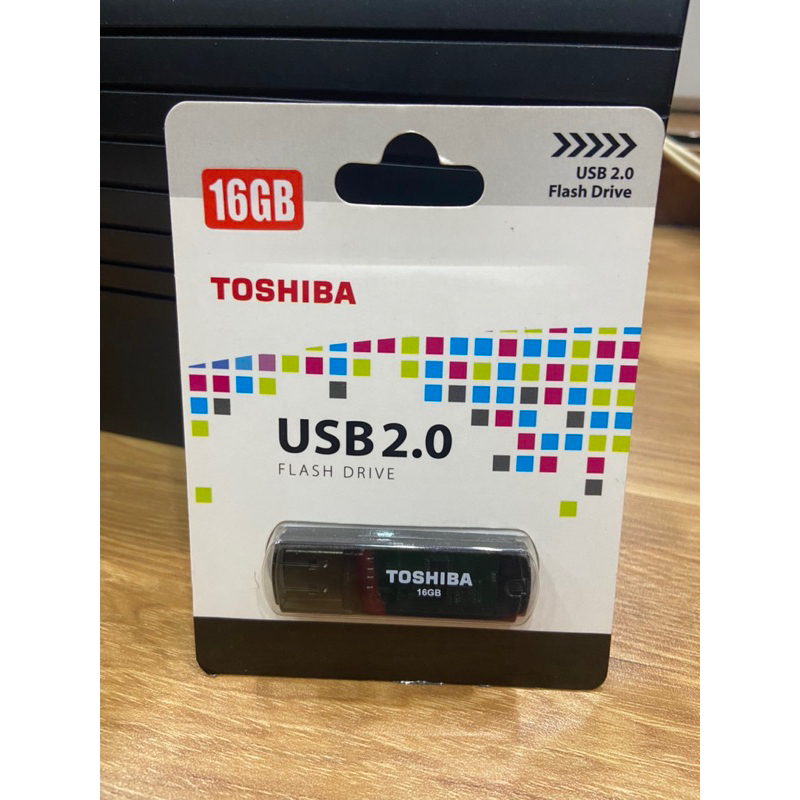 USB 2.0
Flash Drive
16GB
TOSHIBA
USB 2.0
FLASH DRIVE
TOSHIBA
16GB